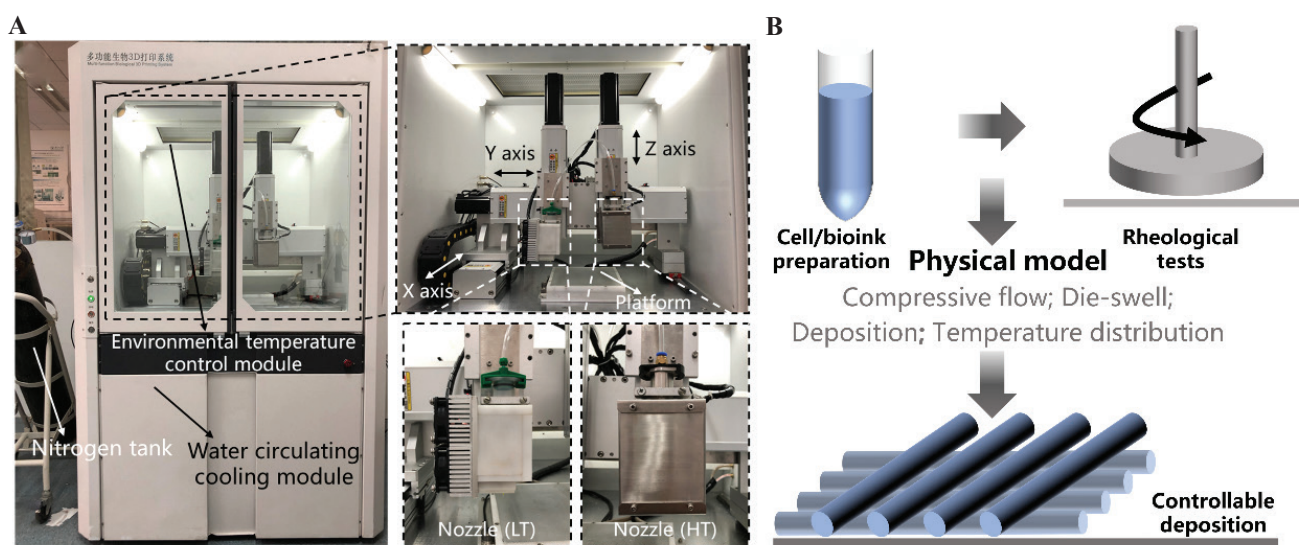 A
多功能生物3D打印系统
Multi-Function Biological 3D Printing System
Environmental temperature
control module
Nitrogen tank
Water circulating
cooling module
Y axis
Z axis
X axis
Platform
Nozzle (LT)
Nozzle (HT)
B
Cell/bioink
preparation
Rheological
tests
Physical model
Compressive flow; Die-swell;
Deposition; Temperature distribution
Controllable
deposition